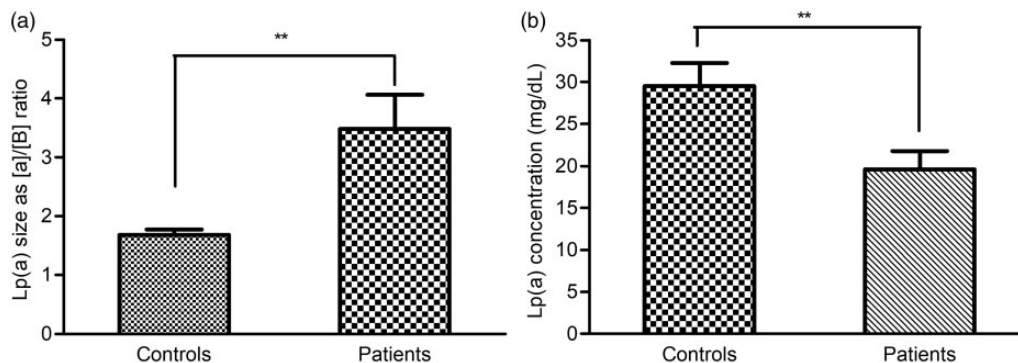 (a)
**
Lp(a) size as [a]/[B] ratio
5
4
3
2
1
0
Controls Patients
(b)
**
Lp(a) concentration (mg/dL)
35
30
25
20
15
10
5
0
Controls Patients